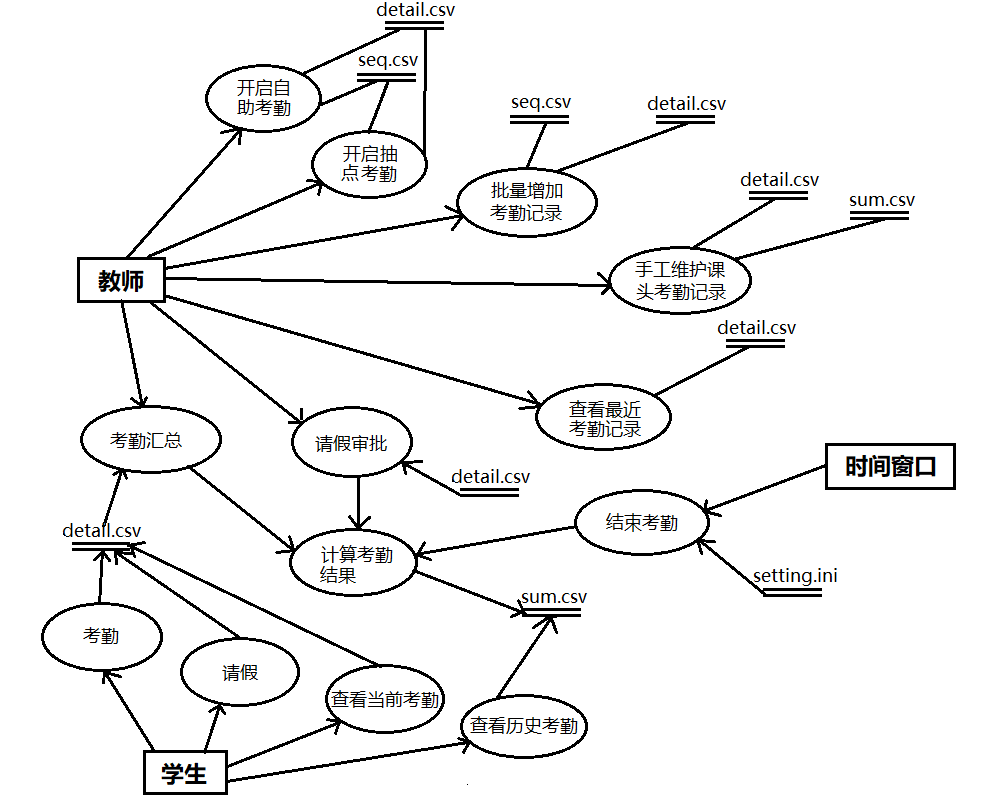 detail.csv
seq.csv
开启自
助考勤
seq.csv
detail.csv
开启抽
点考勤
detail.csv
批量增加
考勤记录
sum.csv
手工维护课
头考勤记录
教师
detail.csv
查看最近
考勤记录
考勤汇总
请假审批
时间窗口
detail.csv
结束考勤
detail.csv
计算考勤
结果
setting.ini
sum.csv
考勤
请假
查看当前考勤
查看历史考勤
学生